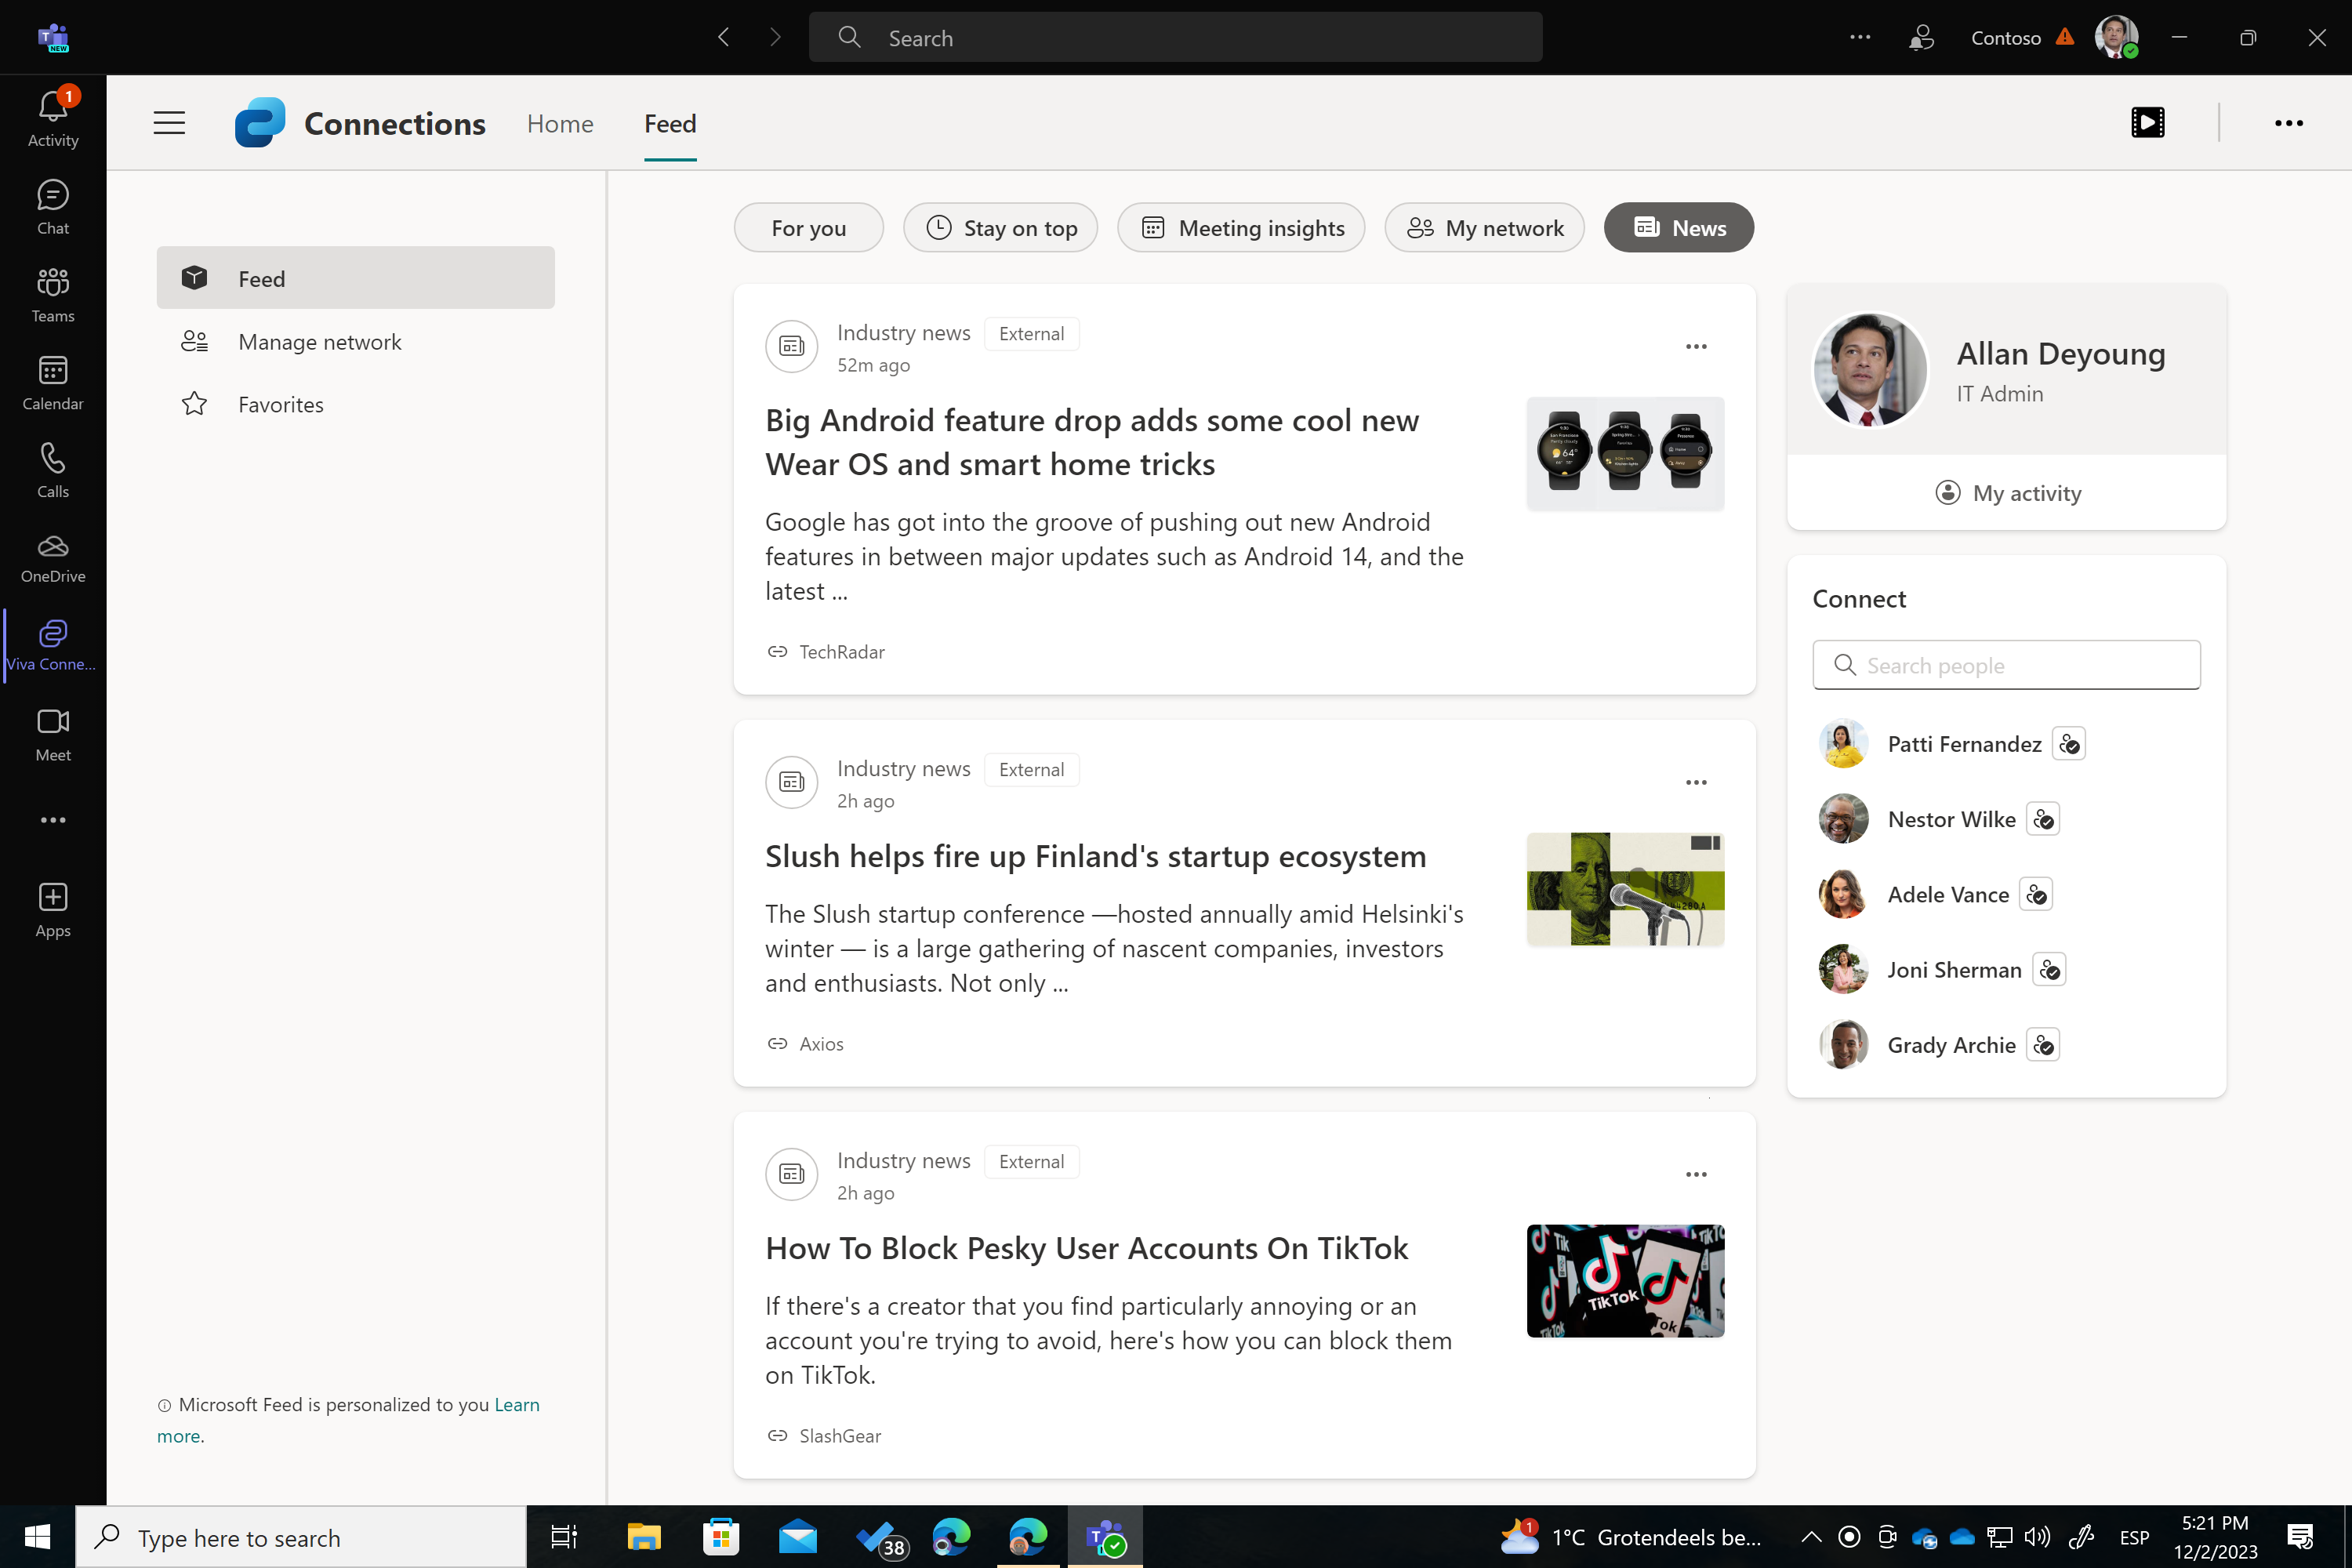 Search
Contoso
1
Activity
Chat
Teams
Calendar
Calls
OneDrive
Viva Conne...
Meet
Apps
Connections
Home
Feed
Feed
Manage network
Favorites
Microsoft Feed is personalized to you Learn
more.
For you
Stay on top
Meeting insights
My network
News
Industry news External
52m ago
Big Android feature drop adds some cool new
Wear OS and smart home tricks
Google has got into the groove of pushing out new Android
features in between major updates such as Android 14, and the
latest ...
TechRadar
Industry news External
2h ago
Slush helps fire up Finland's startup ecosystem
The Slush startup conference —hosted annually amid Helsinki's
winter — is a large gathering of nascent companies, investors
and enthusiasts. Not only ...
Axios
Industry news External
2h ago
How To Block Pesky User Accounts On TikTok
If there's a creator that you find particularly annoying or an
account you're trying to avoid, here's how you can block them
on TikTok.
TikTok
SlashGear
Allan Deyoung
IT Admin
My activity
Connect
Search people
Patti Fernandez
Nestor Wilke
Adele Vance
Joni Sherman
Grady Archie
Type here to search
38
1
1°C Grotendeels be...
ESP
5:21 PM
12/2/2023